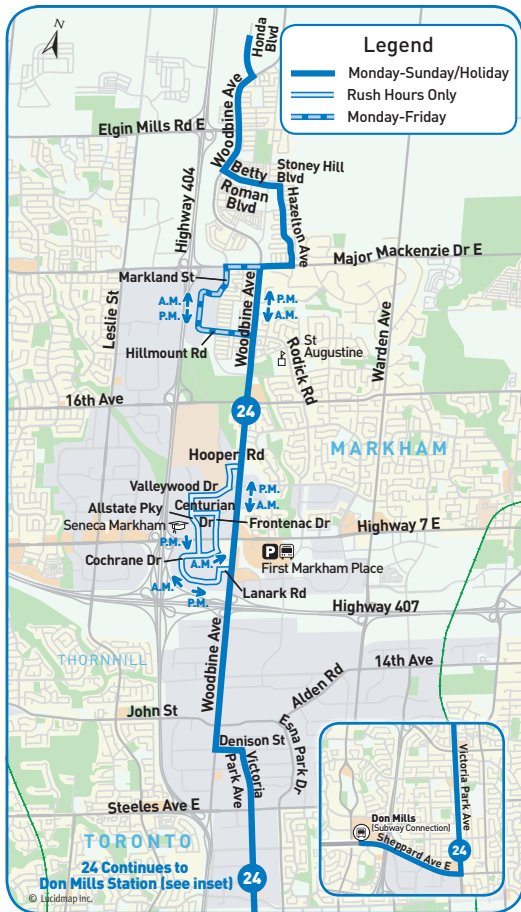 N
Honda
Blvd
Legend
Monday-Sunday/Holiday
Rush Hours Only
Monday-Friday
Woodbine Ave
Elgin Mills Rd E
Highway 404
Betty
Roman
Blvd
Stoney Hill
Blvd
Hazelton Ave
Major Mackenzie Dr E
Markland St
A.M.
P.M.
P.M.
A.M.
Woodbine Ave
Leslie St
Hillmount Rd
St
Augustine
Rodick Rd
Warden Ave
16th Ave
24
Hooper Rd
MARKHAM
Valleywood Dr
P.M.
A.M.
Allstate Pky
Centurian
Dr
Seneca Markham
Frontenac Dr
Highway 7 E
P.M.
Cochrane Dr
A.M.
P
First Markham Place
A.M.
P.M.
Lanark Rd
Highway 407
Woodbine Ave
THORNHILL
14th Ave
Alden Rd
John St
Esna Park Dr
Denison St
Victoria
Park Ave
Steeles Ave E
TORONTO
24 Continues to
Don Mills Station (see inset)
24
Victoria Park Ave
Don Mills
(Subway Connection)
Sheppard Ave E
24
© Lucidmap Inc.